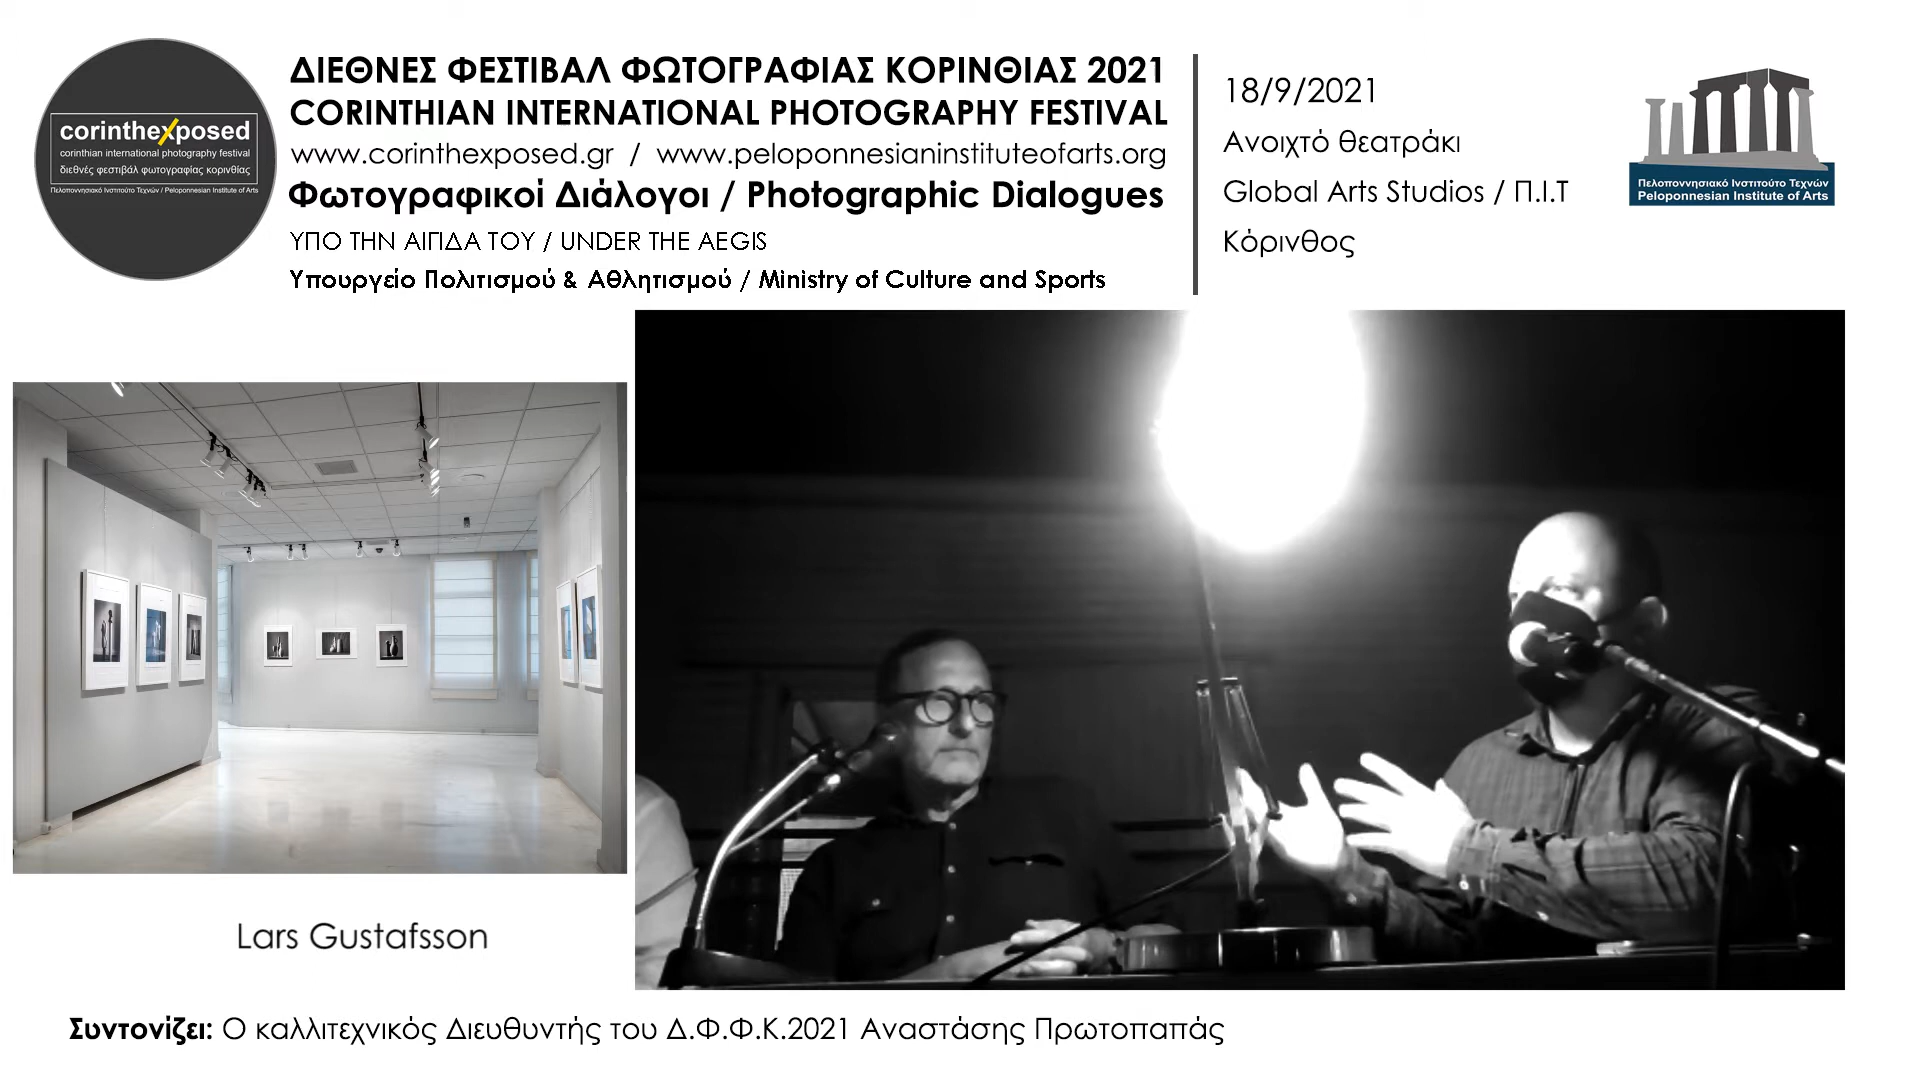 corinthexposed
corinthian international photography festival
διεθνές φεστιβάλ φωτογραφίας κορινθίας
Πελοποννησιακό Ινστιτούτο Τεχνών / Peloponnesian Institute of Arts
ΔΙΕΘΝΕΣ ΦΕΣΤΙΒΑΛ ΦΩΤΟΓΡΑΦΙΑΣ ΚΟΡΙΝΘΙΑΣ 2021
CORINTHIAN INTERNATIONAL PHOTOGRAPHY FESTIVAL
www.corinthexposed.gr / www.peloponnesianinstituteofarts.org
Φωτογραφικοί Διάλογοι / Photographic Dialogues
ΥΠΟ ΤΗΝ ΑΙΠΔΑ ΤΟΥ / UNDER THE AEGIS
Υπουργείο Πολιτισμού & Αθλητισμού / Ministry of Culture and Sports
18/9/2021
Ανοιχτό θεατράκι
Global Arts Studios / Π.Ι.Τ
Κόρινθος
Πελοποννησιακό Ινστιτούτο Τεχνών
Peloponnesian Institute of Arts
Lars Gustafsson
Συντονίζει: Ο καλλιτεχνικός Διευθυντής του Δ.Φ.Φ.Κ.2021 Αναστάσης Πρωτοπαπάς